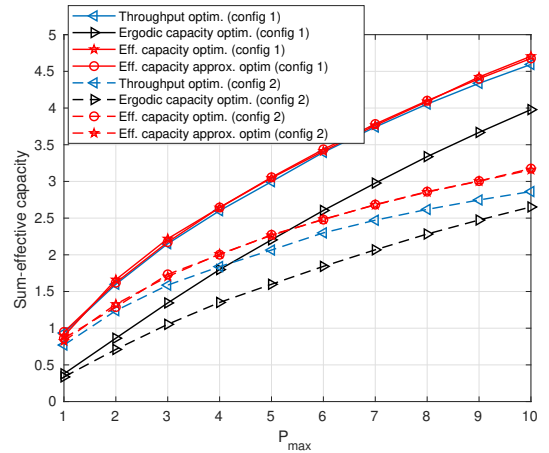 Throughput optim. (config 1)
Ergodic capacity optim. (config 1)
Eff. capacity optim. (config 1)
Eff. capacity approx. optim (config 1)
Throughput optim. (config 2)
Ergodic capacity optim. (config 2)
Eff. capacity optim. (config 2)
Eff. capacity approx. optim (config 2)
5
4.5
4
3.5
3
2.5
2
1.5
1
0.5
0
Sum-effective capacity
1 2 3 4 5 6 7 8 9 10
P_max